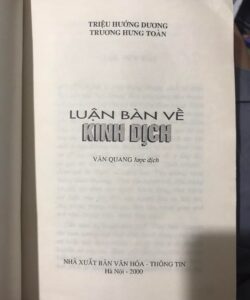 TRIỆU HƯỚNG DƯƠNG
TRƯƠNG HƯNG TOÀN
LUẬN BÀN VỀ
KINH DỊCH
VĂN QUANG lược dịch
NHÀ XUẤT BẢN VĂN HÓA - THÔNG TIN
Hà Nội - 2000